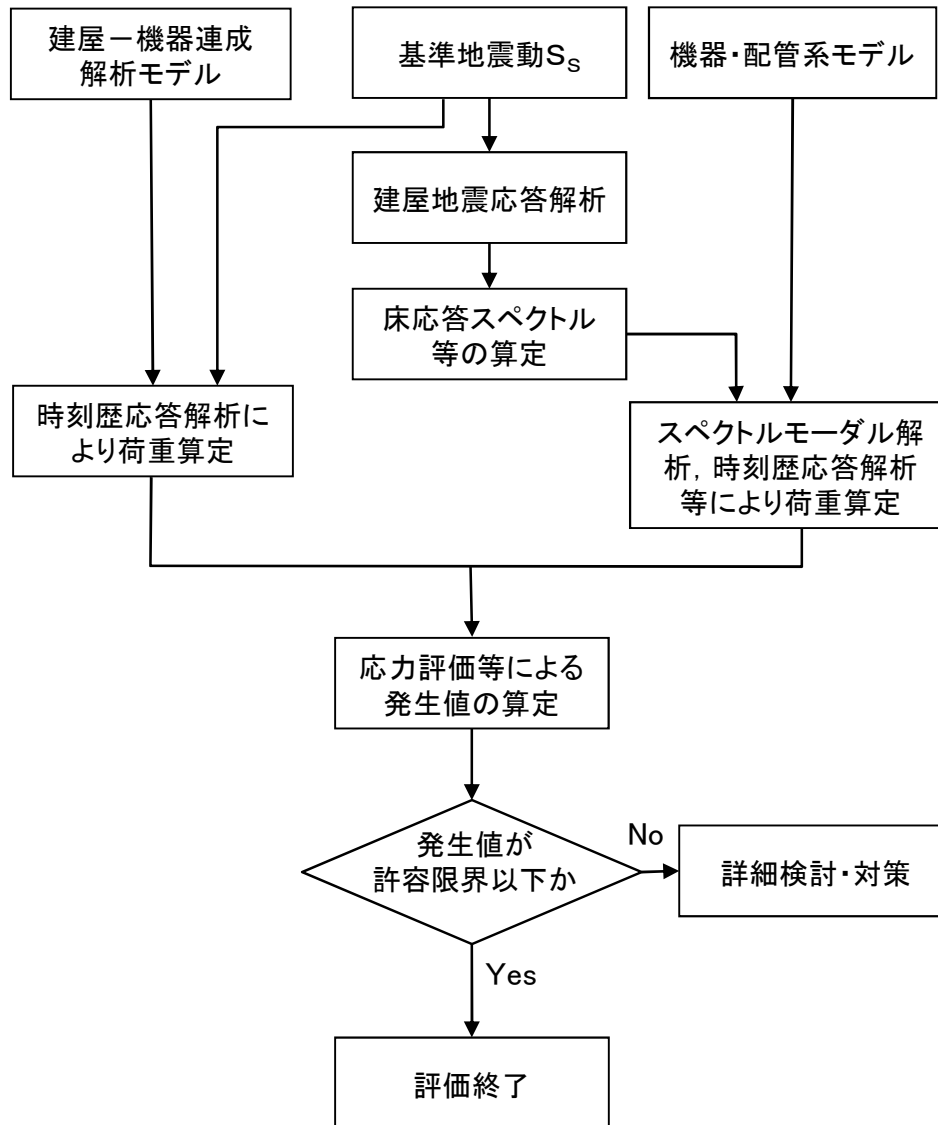 建屋－機器連成
解析モデル
基準地震動SS
機器・配管系モデル
建屋地震応答解析
床応答スペクトル
等の算定
時刻歴応答解析に
より荷重算定
スペクトルモーダル解
析，時刻歴応答解析
等により荷重算定
応力評価等による
発生値の算定
発生値が
許容限界以下か
No
詳細検討・対策
Yes
評価終了